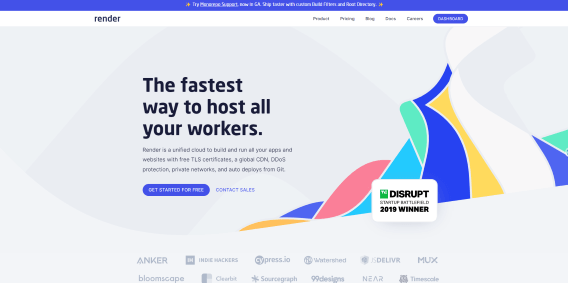 ✨ Try Monorepo Support, now in GA. Ship faster with custom Build Filters and Root Directory. ✨
render
Product Pricing Blog Docs Careers DASHBOARD
The fastest
way to host all
your workers.
Render is a unified cloud to build and run all your apps and
websites with free TLS certificates, a global CDN, DDoS
protection, private networks, and auto deploys from Git.
GET STARTED FOR FREE CONTACT SALES
TC DISRUPT
STARTUP BATTLEFIELD
2019 WINNER
ANKER INDIE HACKERS cypress.io Watershed DELIVR MUX
bloomscape Clearbit Sourcegraph 99designs NEAR Timescale